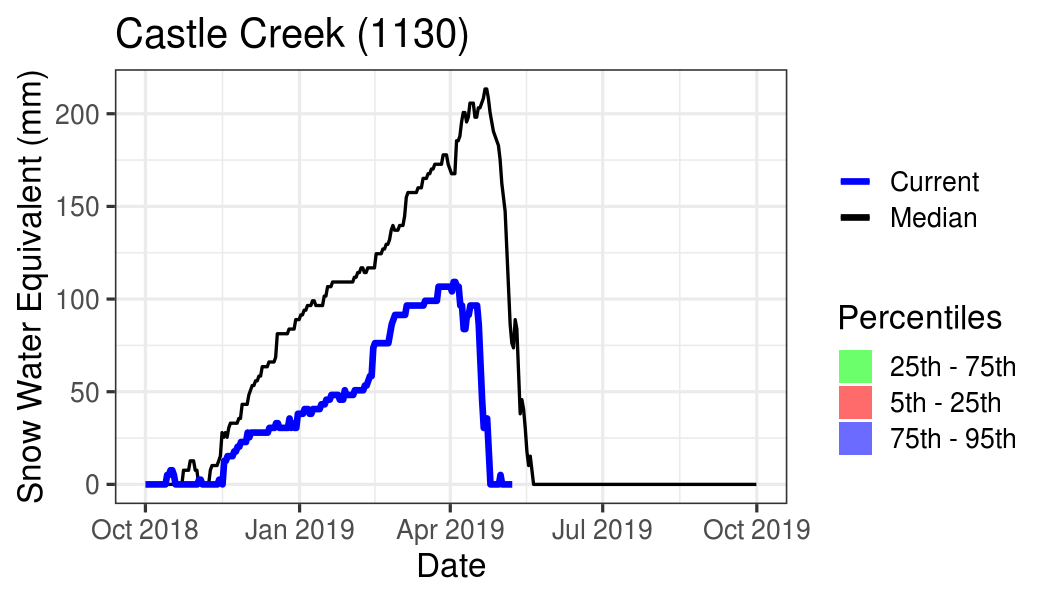 Castle Creek (1130)
Snow Water Equivalent (mm)
200
150
100
50
0
Oct 2018
Jan 2019
Apr 2019
Jul 2019
Oct 2019
Date
Current
Median
Percentiles
25th - 75th
5th - 25th
75th - 95th